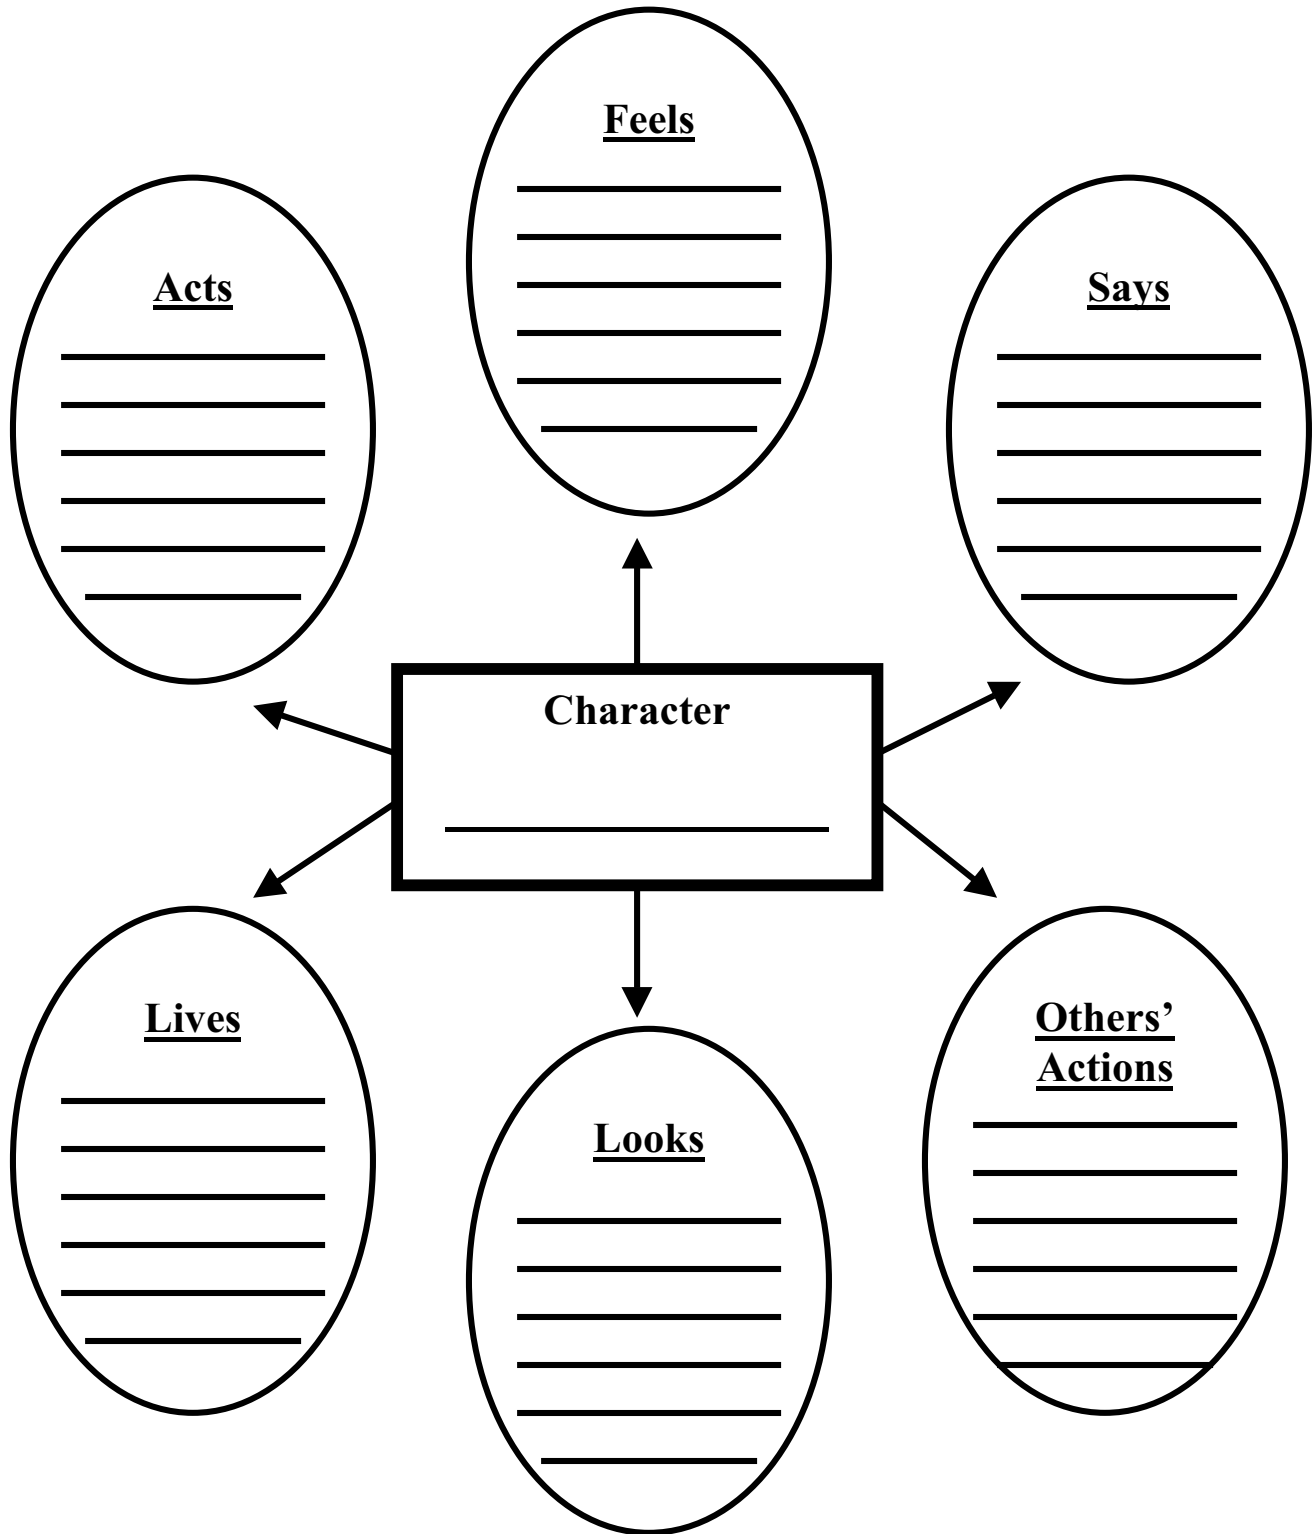 Feels
Acts
Says
Character
Lives
Looks
Others’
Actions